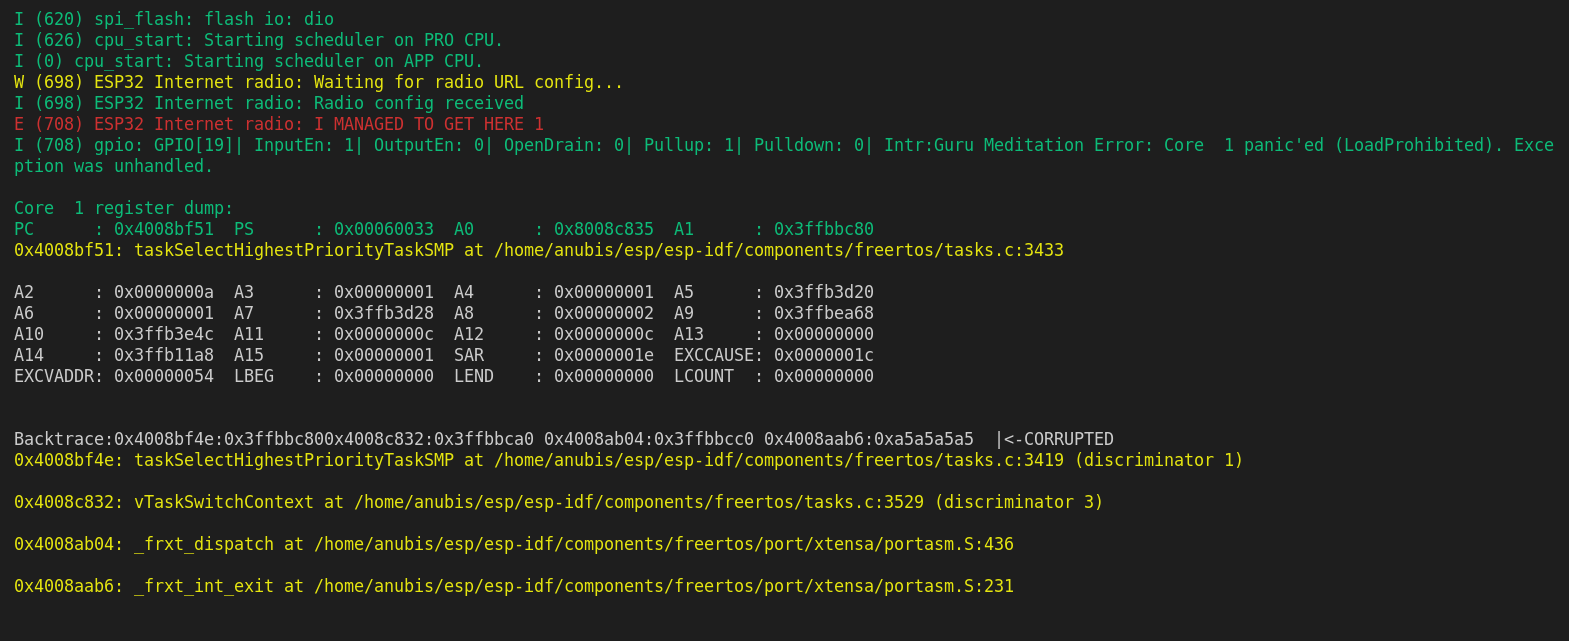 I (620) spi_flash: flash io: dio
I (626) cpu_start: Starting scheduler on PRO CPU.
I (0) cpu_start: Starting scheduler on APP CPU.
W (698) ESP32 Internet radio: Waiting for radio URL config...
I (698) ESP32 Internet radio: Radio config received
E (708) ESP32 Internet radio: I MANAGED TO GET HERE 1
I (708) gpio: GPIO[19]| InputEn: 1| OutputEn: 0| OpenDrain: 0| Pullup: 1| Pulldown: 0| Intr:Guru Meditation Error: Core  1 panic'ed (LoadProhibited). Exce
ption was unhandled.

Core  1 register dump:
PC      : 0x4008bf51  PS      : 0x00060033  A0      : 0x8008c835  A1      : 0x3ffbbc80
0x4008bf51: taskSelectHighestPriorityTaskSMP at /home/anubis/esp/esp-idf/components/freertos/tasks.c:3433

A2      : 0x0000000a  A3      : 0x00000001  A4      : 0x00000001  A5      : 0x3ffb3d20
A6      : 0x00000001  A7      : 0x3ffb3d28  A8      : 0x00000002  A9      : 0x3ffbea68
A10     : 0x3ffb3e4c  A11     : 0x0000000c  A12     : 0x0000000c  A13     : 0x00000000
A14     : 0x3ffb11a8  A15     : 0x00000001  SAR     : 0x0000001e  EXCCAUSE: 0x0000001c
EXCVADDR: 0x00000054  LBEG    : 0x00000000  LEND    : 0x00000000  LCOUNT  : 0x00000000

Backtrace:0x4008bf4e:0x3ffbbc800x4008c832:0x3ffbbca0 0x4008ab04:0x3ffbbcc0 0x4008aab6:0xa5a5a5a5  |<-CORRUPTED
0x4008bf4e: taskSelectHighestPriorityTaskSMP at /home/anubis/esp/esp-idf/components/freertos/tasks.c:3419 (discriminator 1)

0x4008c832: vTaskSwitchContext at /home/anubis/esp/esp-idf/components/freertos/tasks.c:3529 (discriminator 3)

0x4008ab04: _frxt_dispatch at /home/anubis/esp/esp-idf/components/freertos/port/xtensa/portasm.S:436

0x4008aab6: _frxt_int_exit at /home/anubis/esp/esp-idf/components/freertos/port/xtensa/portasm.S:231